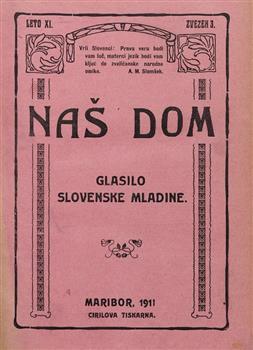 LETO XI.
ZVEZEK 3.
Vrli Slovenci! Prava vera bodi
vam luč, materni jezik bodi vam
ključ do zveličanske narodne
omike. A. M. Slomšek.
NAŠ DOM
GLASILO
SLOVENSKE MLADINE.
MARIBOR, 1911
CIRILOVA TISKARNA.